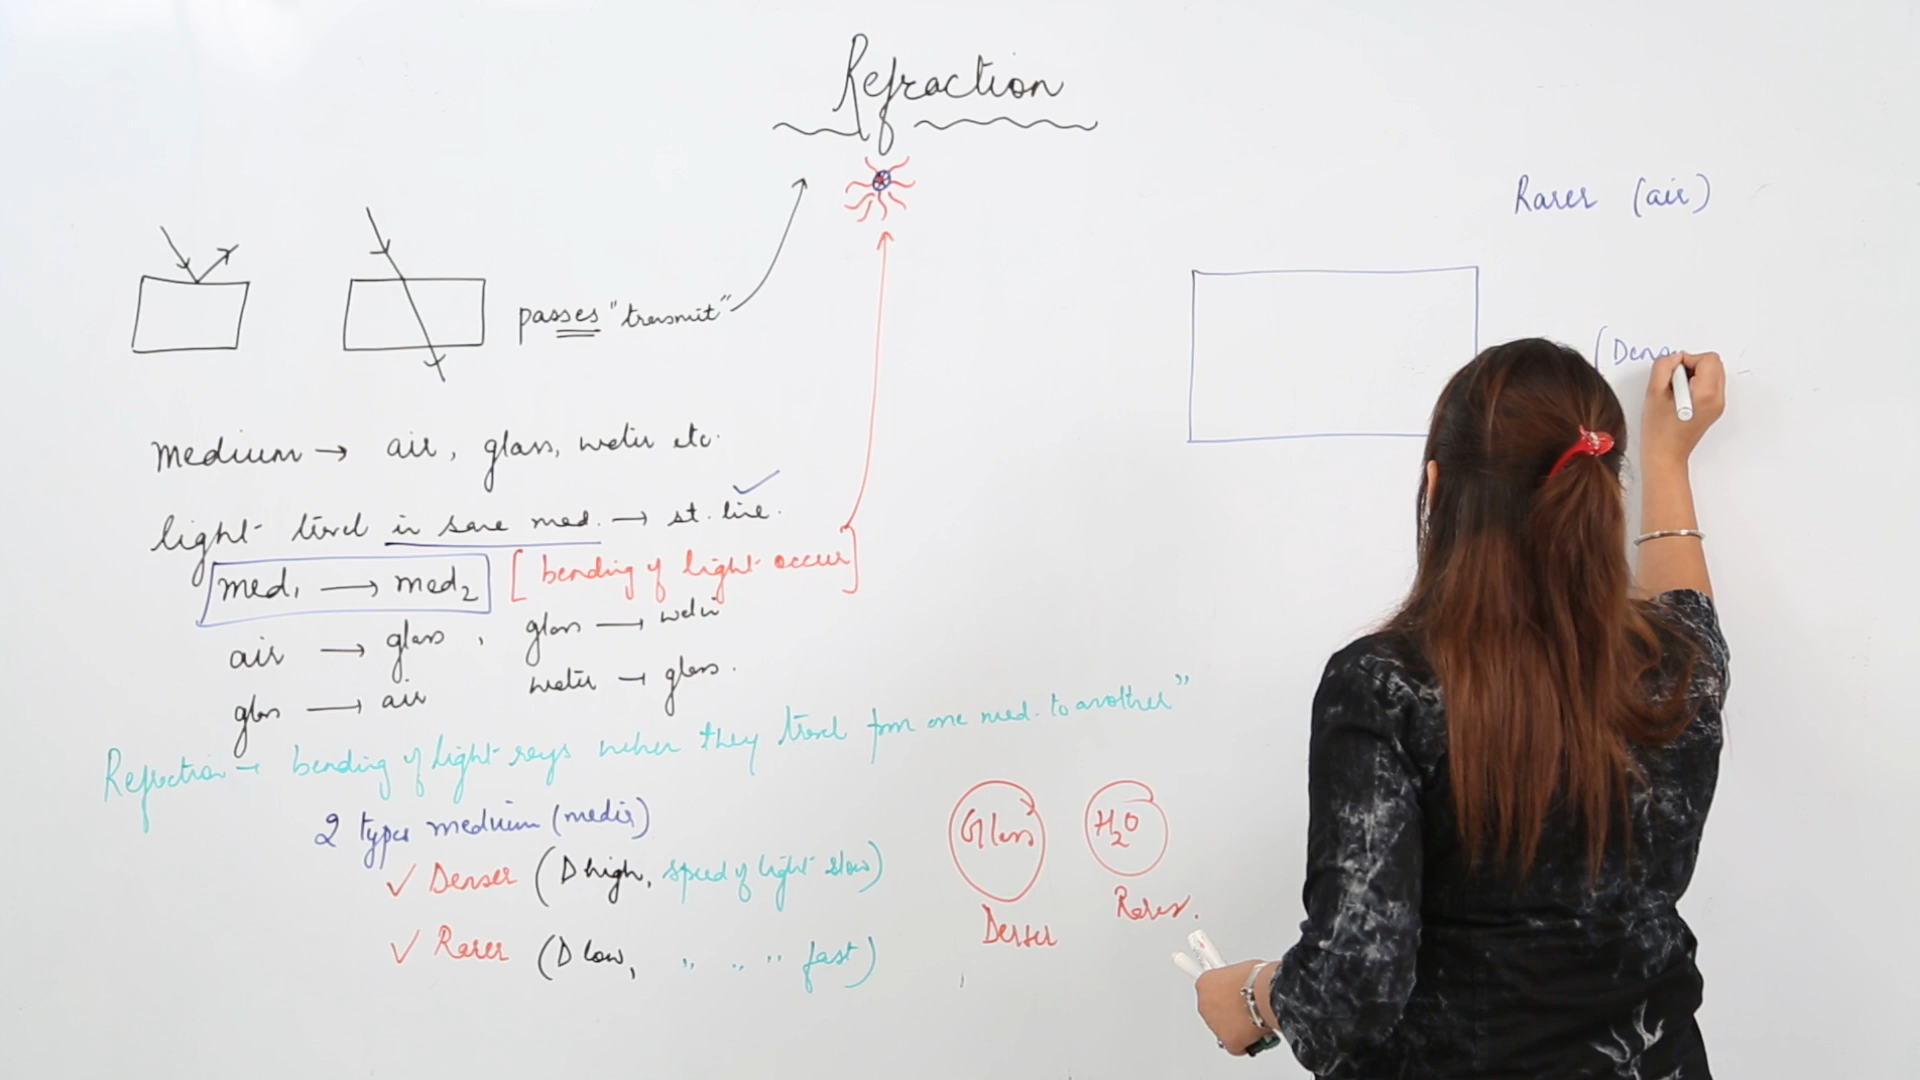 Refraction
Rarer (air)
passes "transmit"
(Dens
medium → air, glass, water etc.
light travel in same med. → st. line.
med₁ → med₂ [bending of light occur]
air → glass , glass → water
glass → air water → glass.
Refraction → bending of light rays when they travel from one med. to another"
2 types medium (media)
✓ Denser (D high, speed of light slow)
✓ Rarer (D low, " " " fast)
Glass H₂O
Denser Rarer.